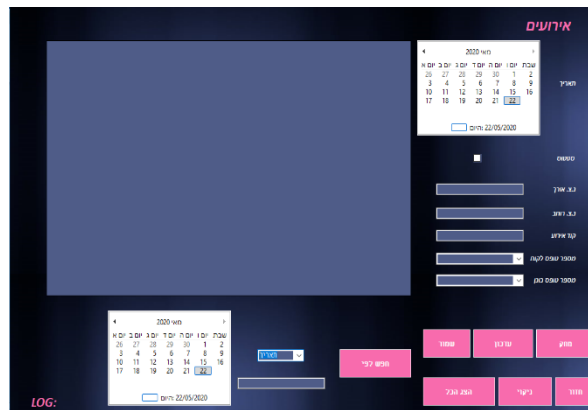 אירועים
מאי 2020
שבת יום ו יום ה יום ד יום ג יום ב יום א
26 27 28 29 30 1 2
3 4 5 6 7 8 9
10 11 12 13 14 15 16
17 18 19 20 21 22
היום: 22/05/2020
תאריך
סטטוס
נ.צ. אורך
נ.צ. רוחב
קוד אירוע
מספר טופס לקוח
מספר טופס בוגן
מאי 2020
שבת יום ו יום ה יום ד יום ג יום ב יום א
26 27 28 29 30 1 2
3 4 5 6 7 8 9
10 11 12 13 14 15 16
17 18 19 20 21 22
היום: 22/05/2020
תאריך
חפש לפי
מחק
עדכון
שמור
חזור
ניקוי
הצג הכל
LOG: